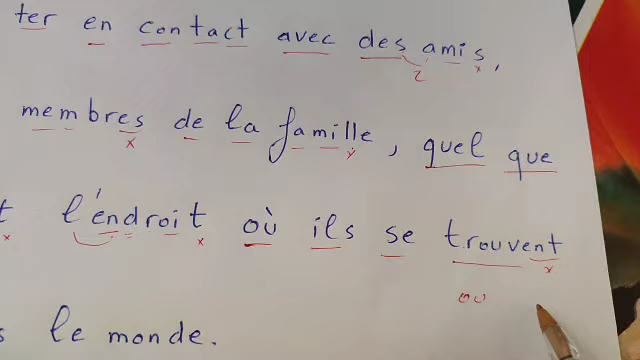 ter en contact avec des amis,
z
membres de la famille, quel que
t l'endroit où ils se trouvent
ou
s le monde.